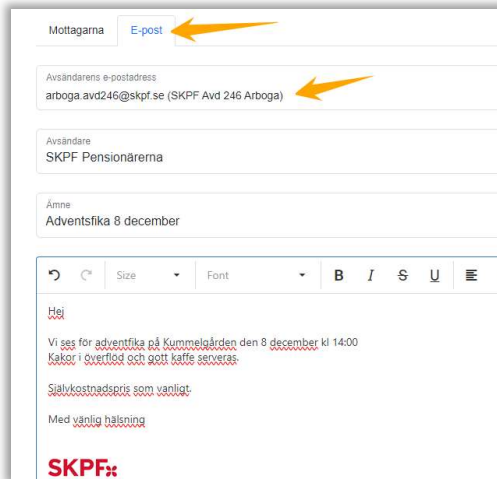 Mottagarna E-post
Avsändarens e-postadress
arboga.avd246@skpf.se (SKPF Avd 246 Arboga)
Avsändare
SKPF Pensionärerna
Ämne
Adventsfika 8 december
Size Font B I S U
Hej
Vi ses för adventfika på Kummelgården den 8 december kl 14:00
Kakor i överflöd och gott kaffe serveras.
Självkostnadspris som vanligt.
Med vänlig hälsning
SKPF